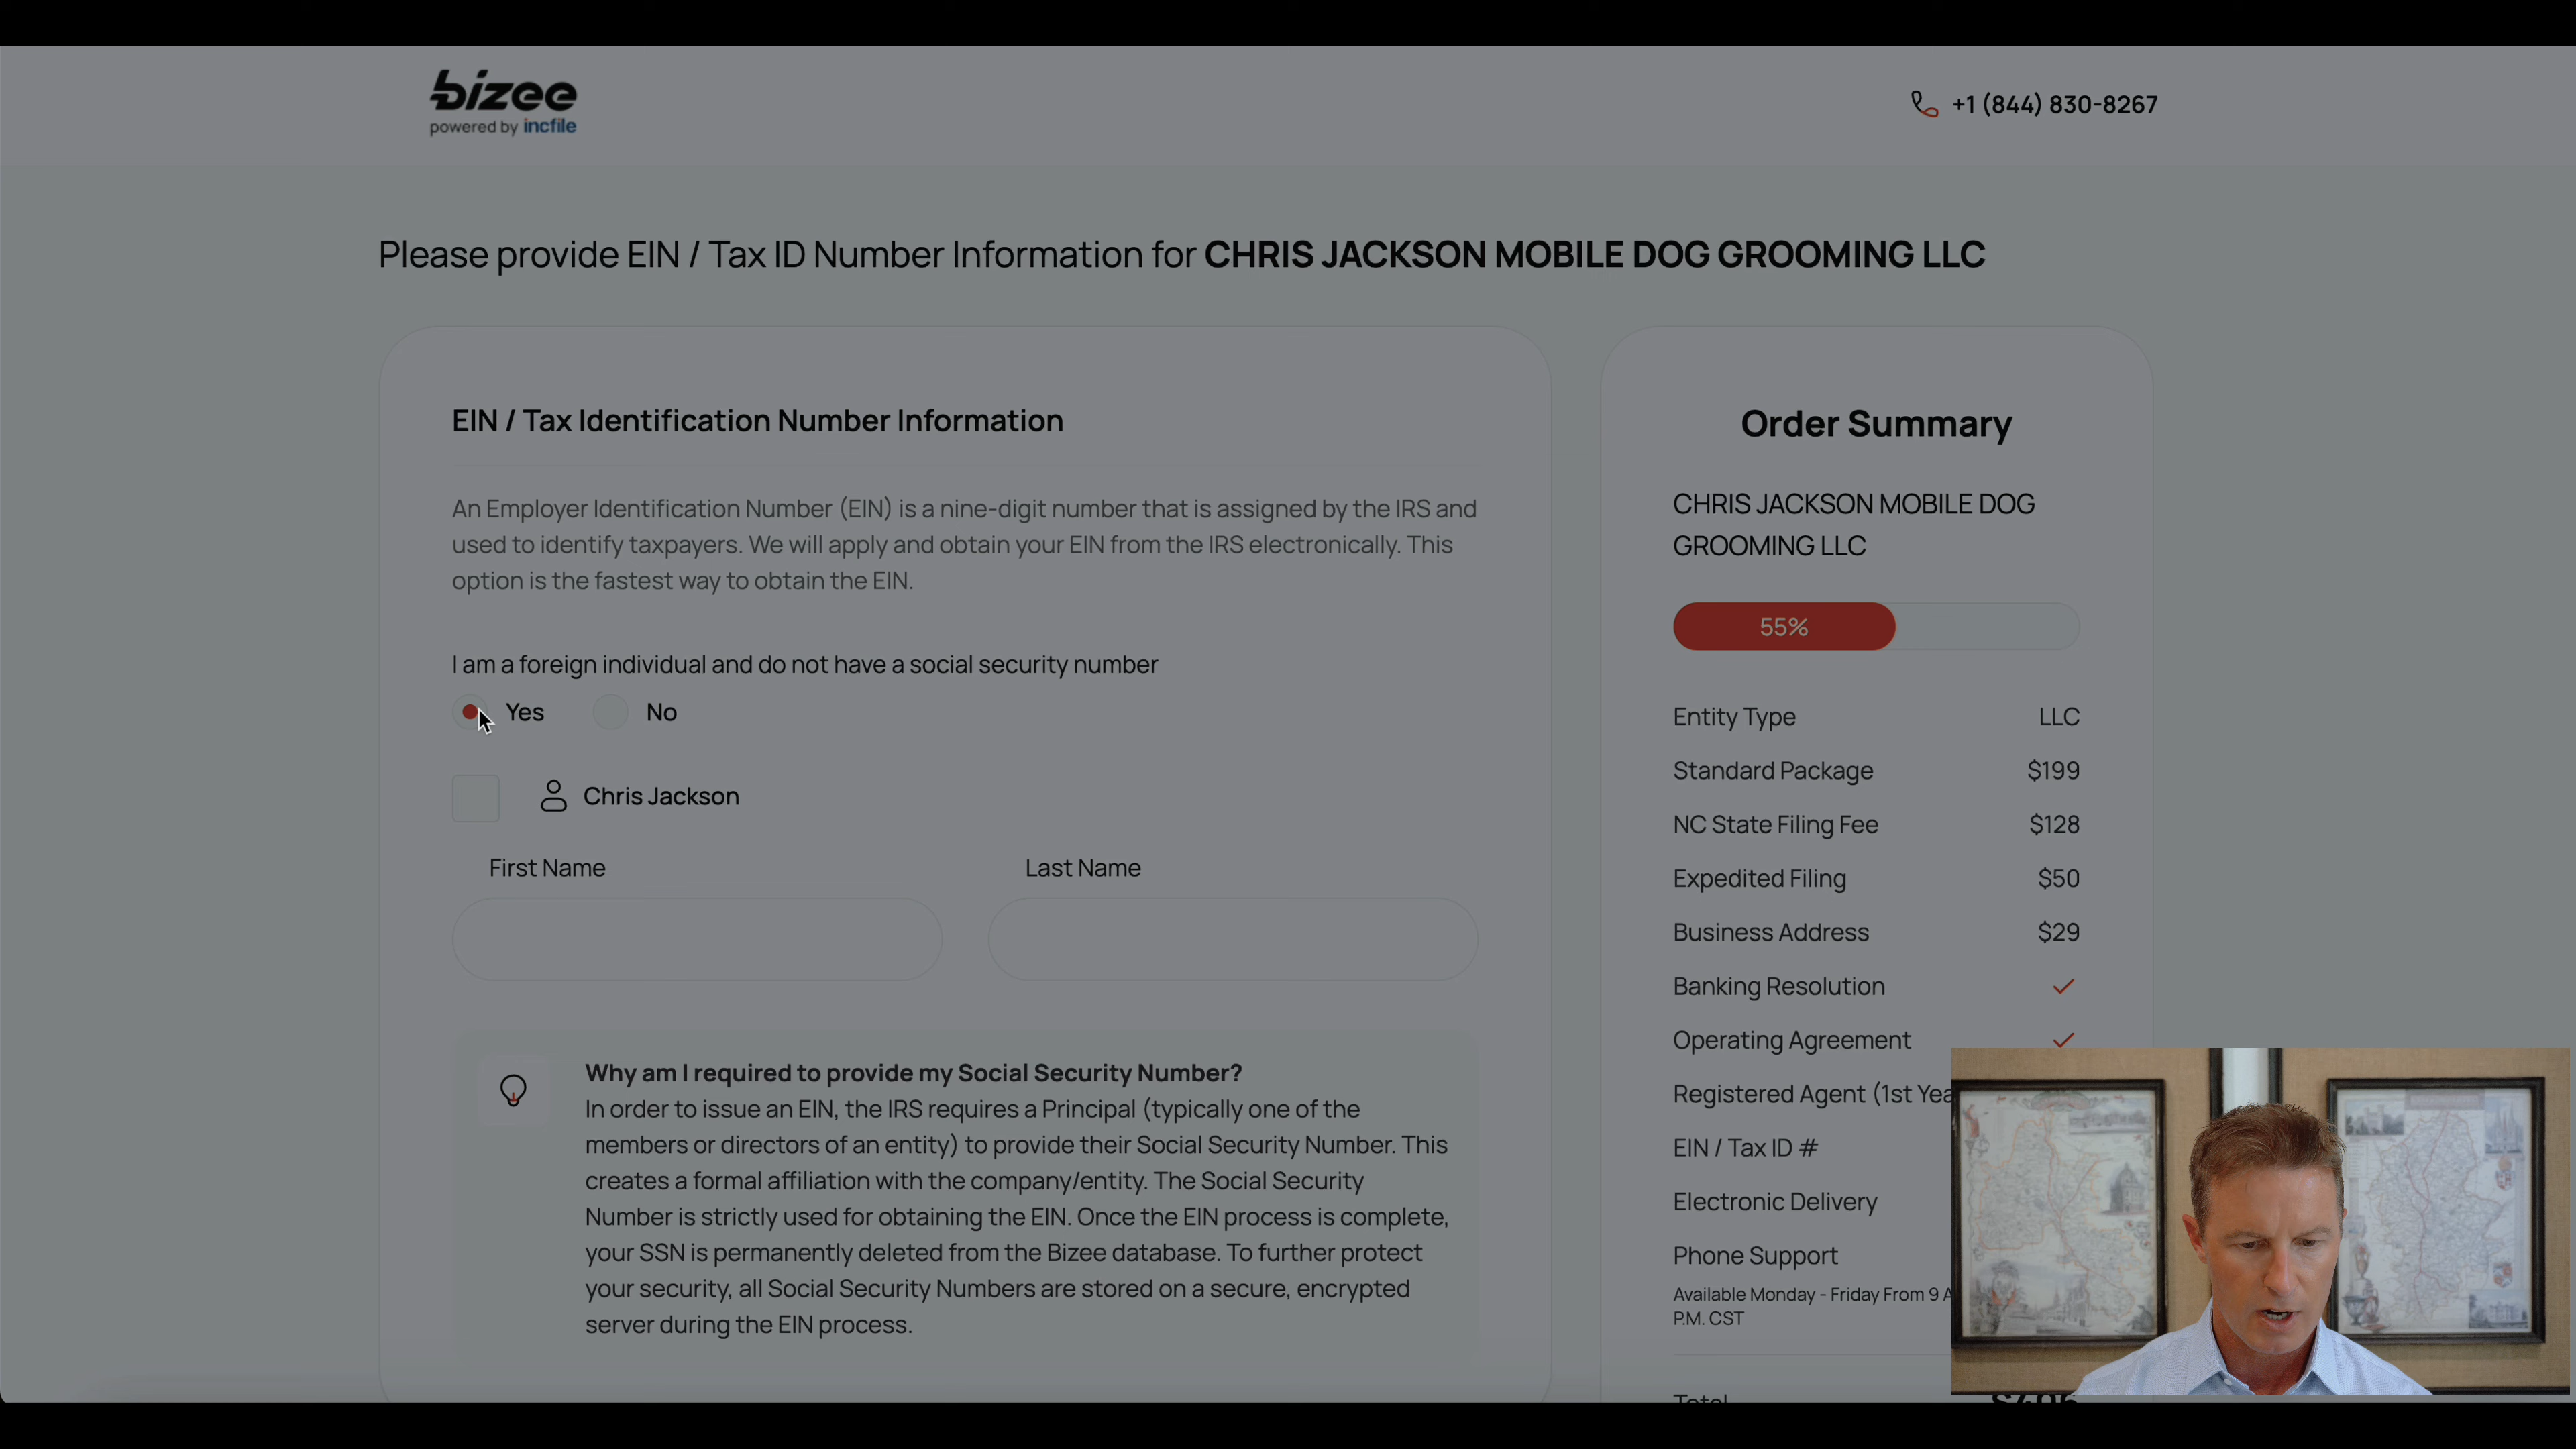 bizee
powered by incfile
+1 (844) 830-8267
Please provide EIN / Tax ID Number Information for CHRIS JACKSON MOBILE DOG GROOMING LLC
EIN / Tax Identification Number Information
An Employer Identification Number (EIN) is a nine-digit number that is assigned by the IRS and
used to identify taxpayers. We will apply and obtain your EIN from the IRS electronically. This
option is the fastest way to obtain the EIN.
I am a foreign individual and do not have a social security number
Yes No
Chris Jackson
First Name Last Name
Why am I required to provide my Social Security Number?
In order to issue an EIN, the IRS requires a Principal (typically one of the
members or directors of an entity) to provide their Social Security Number. This
creates a formal affiliation with the company/entity. The Social Security
Number is strictly used for obtaining the EIN. Once the EIN process is complete,
your SSN is permanently deleted from the Bizee database. To further protect
your security, all Social Security Numbers are stored on a secure, encrypted
server during the EIN process.
Order Summary
CHRIS JACKSON MOBILE DOG
GROOMING LLC
55%
Entity Type LLC
Standard Package $199
NC State Filing Fee $128
Expedited Filing $50
Business Address $29
Banking Resolution
Operating Agreement
Registered Agent (1st
EIN / Tax ID #
Electronic Delivery
Phone Support
Available Monday - Friday From 9
P.M. CST
Total